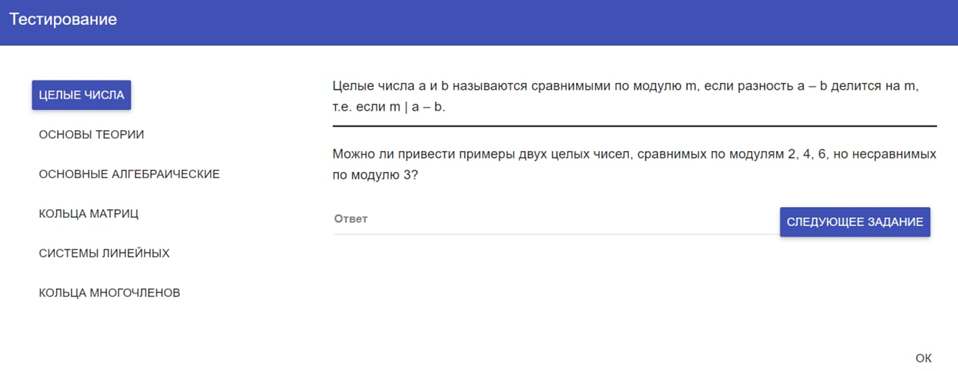 Тестирование
ЦЕЛЫЕ ЧИСЛА
ОСНОВЫ ТЕОРИИ
ОСНОВНЫЕ АЛГЕБРАИЧЕСКИЕ
КОЛЬЦА МАТРИЦ
СИСТЕМЫ ЛИНЕЙНЫХ
КОЛЬЦА МНОГОЧЛЕНОВ
Целые числа a и b называются сравнимыми по модулю m, если разность a – b делится на m,
т.е. если m | a – b.
Можно ли привести примеры двух целых чисел, сравнимых по модулям 2, 4, 6, но несравнимых
по модулю 3?
Ответ
СЛЕДУЮЩЕЕ ЗАДАНИЕ
ОК